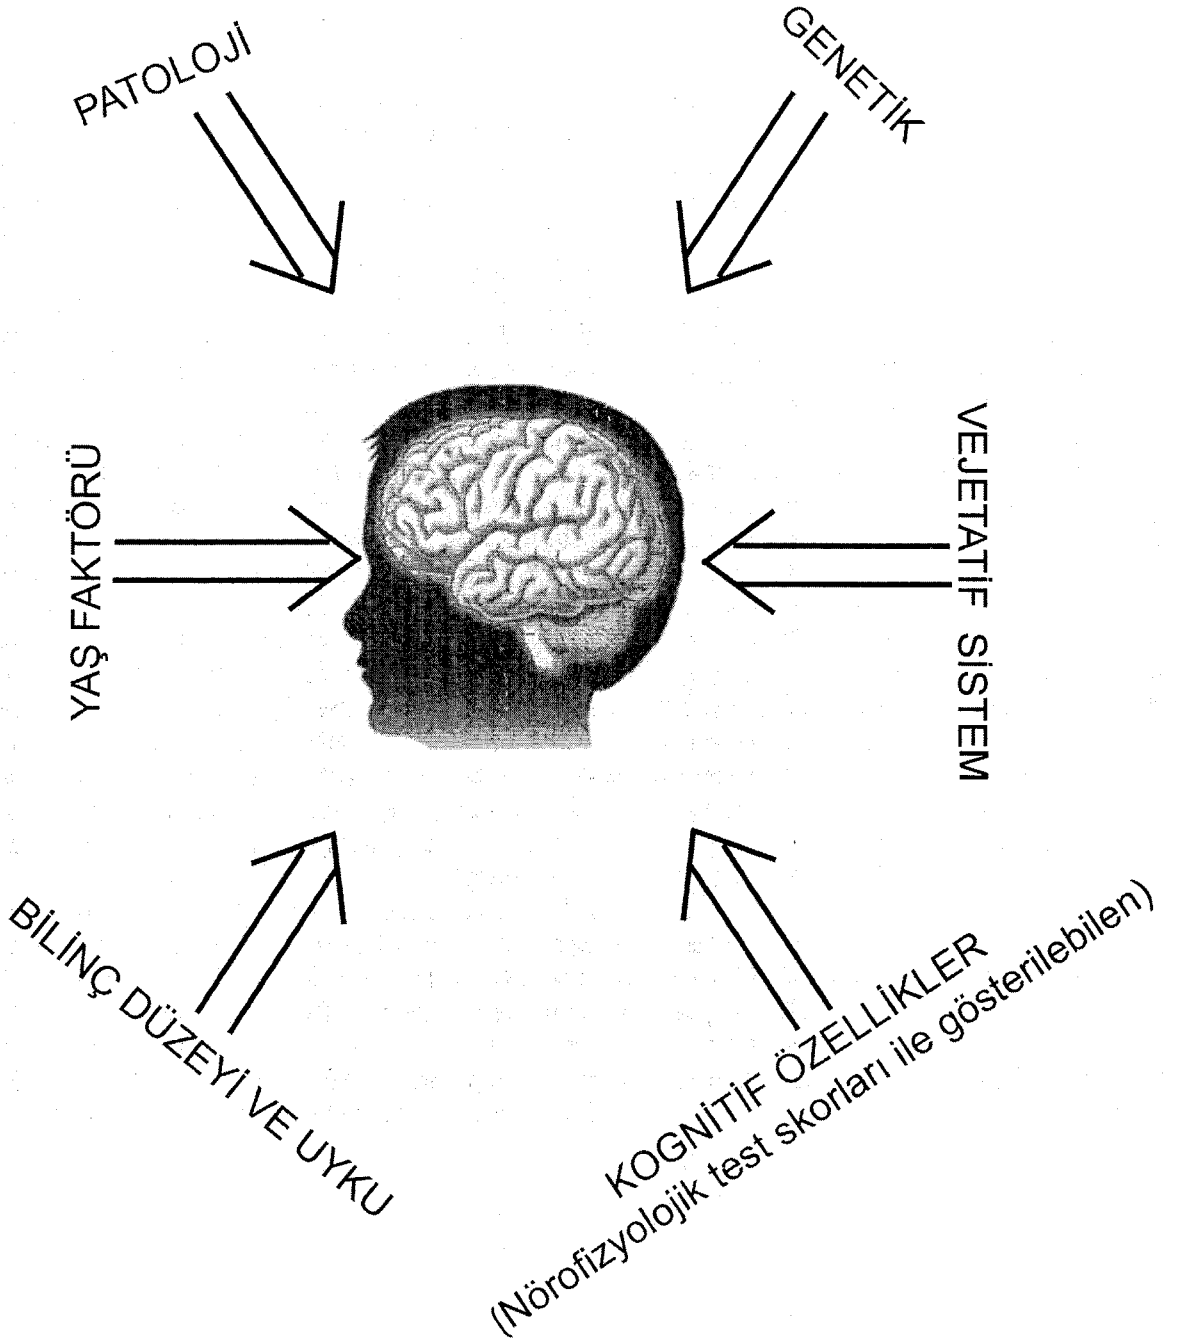 PATOLOJİ
GENETİK
YAŞ FAKTÖRÜ
VEJETATİF SİSTEM
BİLİNÇ DÜZEYİ VE UYKU
KOGNİTİF ÖZELLİKLER
(Nörofizyolojik test skorları ile gösterilebilen)